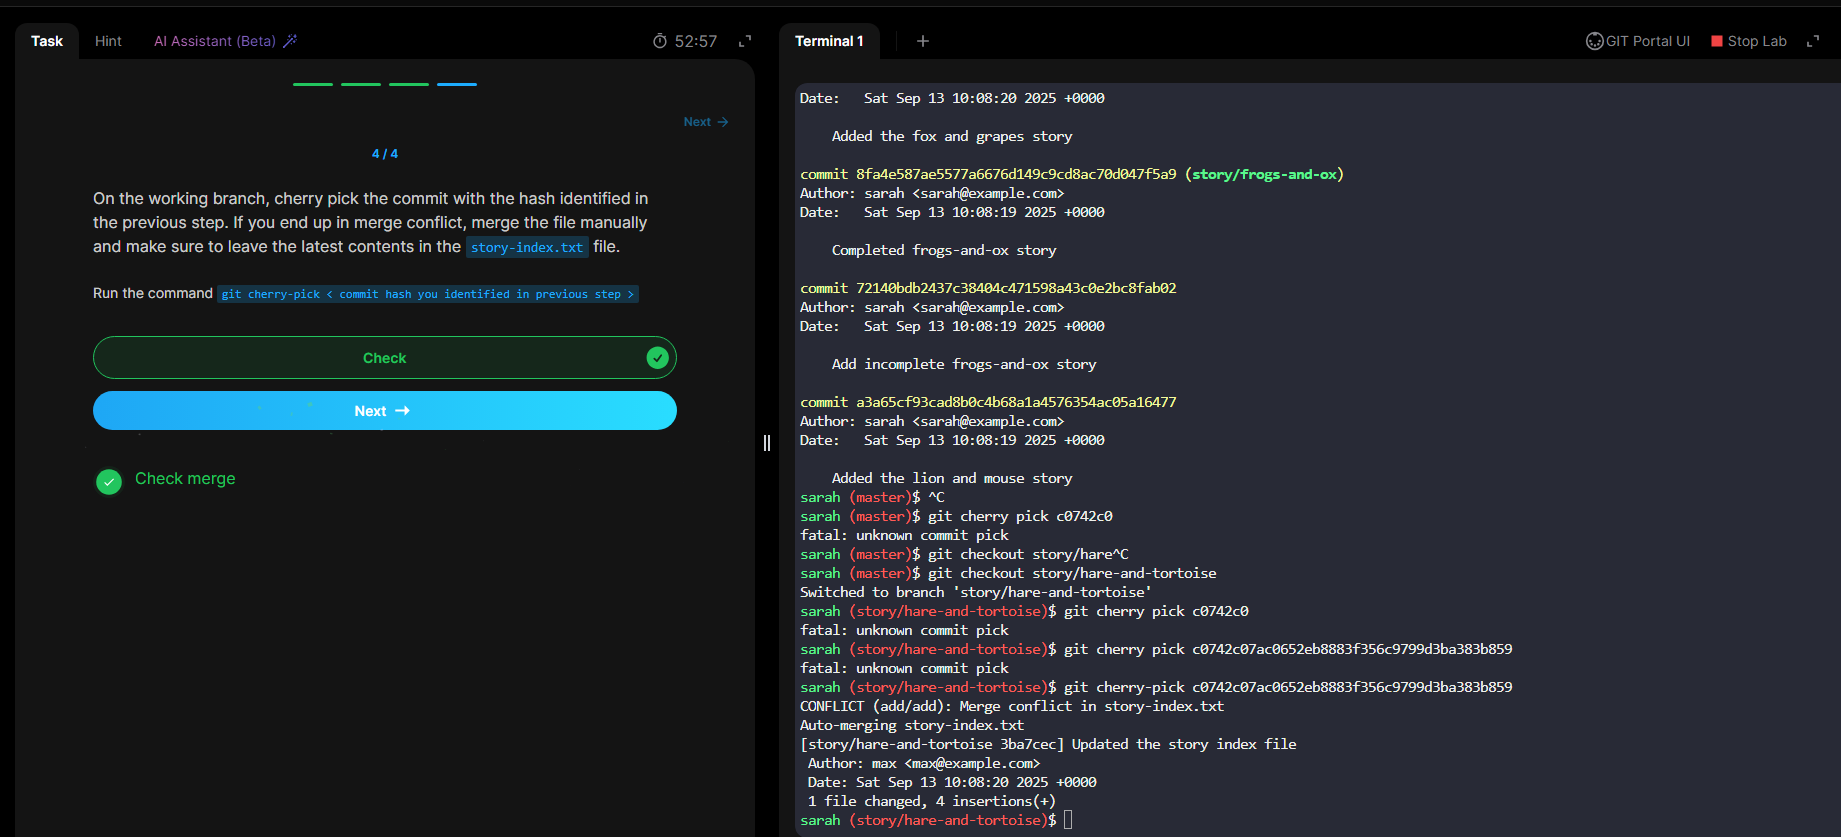 Task Hint AI Assistant (Beta) 52:57
Next →
4 / 4
On the working branch, cherry pick the commit with the hash identified in
the previous step. If you end up in merge conflict, merge the file manually
and make sure to leave the latest contents in the story-index.txt file.
Run the command git cherry-pick < commit hash you identified in previous step >
Check
Next →
Check merge
Terminal 1 + GIT Portal UI Stop Lab
Date:   Sat Sep 13 10:08:20 2025 +0000
    Added the fox and grapes story
commit 8fa4e587ae5577a6676d149c9cd8ac70d047f5a9 (story/frogs-and-ox)
Author: sarah <sarah@example.com>
Date:   Sat Sep 13 10:08:19 2025 +0000
    Completed frogs-and-ox story
commit 72140bdb2437c38404c471598a43c0e2bc8fab02
Author: sarah <sarah@example.com>
Date:   Sat Sep 13 10:08:19 2025 +0000
    Add incomplete frogs-and-ox story
commit a3a65cf93cad8b0c4b68a1a4576354ac05a16477
Author: sarah <sarah@example.com>
Date:   Sat Sep 13 10:08:19 2025 +0000
    Added the lion and mouse story
sarah (master)$ ^C
sarah (master)$ git cherry pick c0742c0
fatal: unknown commit pick
sarah (master)$ git checkout story/hare^C
sarah (master)$ git checkout story/hare-and-tortoise
Switched to branch 'story/hare-and-tortoise'
sarah (story/hare-and-tortoise)$ git cherry pick c0742c0
fatal: unknown commit pick
sarah (story/hare-and-tortoise)$ git cherry pick c0742c07ac0652eb8883f356c9799d3ba383b859
fatal: unknown commit pick
sarah (story/hare-and-tortoise)$ git cherry-pick c0742c07ac0652eb8883f356c9799d3ba383b859
CONFLICT (add/add): Merge conflict in story-index.txt
Auto-merging story-index.txt
[story/hare-and-tortoise 3ba7cec] Updated the story index file
 Author: max <max@example.com>
 Date: Sat Sep 13 10:08:20 2025 +0000
 1 file changed, 4 insertions(+)
sarah (story/hare-and-tortoise)$